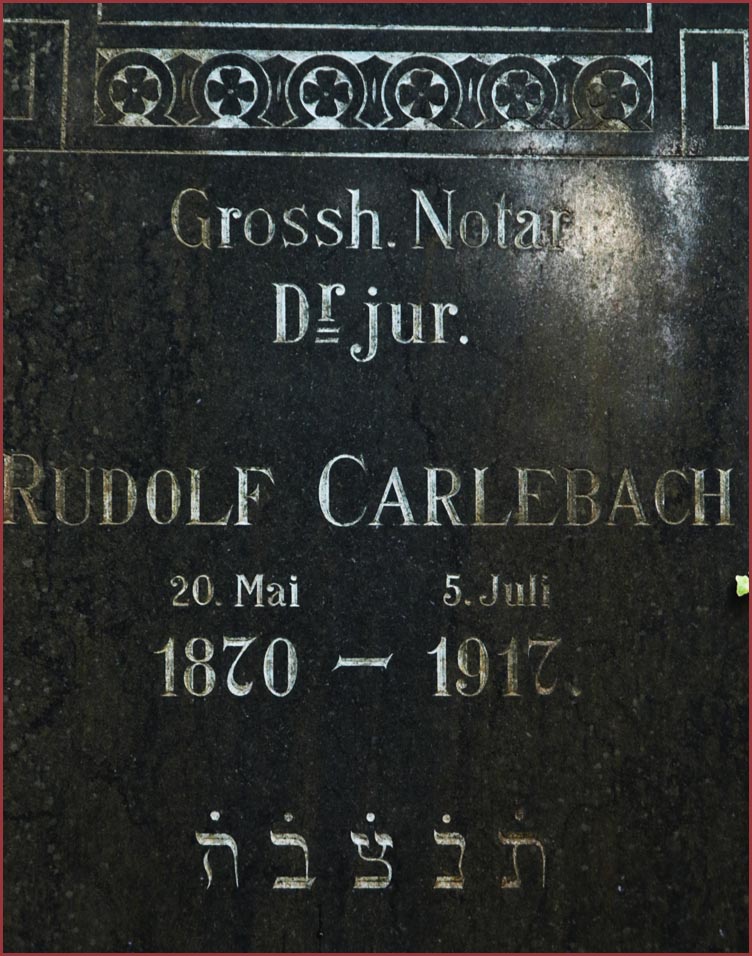 Grossh. Notar
Dr jur.
RUDOLF CARLEBACH
20. Mai 5. Juli
1870 — 1917.
ת̇ נ̇ צ̇ ב̇ ה̇